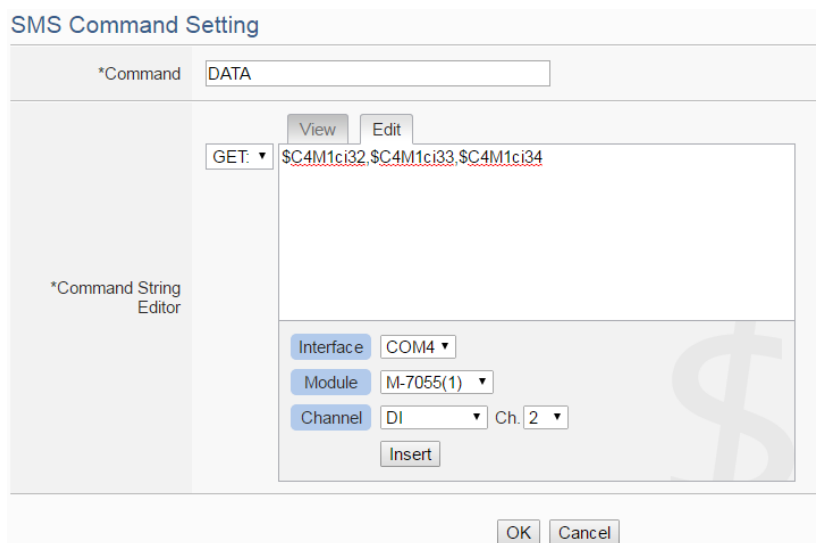 SMS Command Setting
*Command DATA
View Edit
GET: $C4M1ci32,$C4M1ci33,$C4M1ci34
*Command String
Editor
Interface COM4
Module M-7055(1)
Channel DI Ch. 2
Insert
$
OK Cancel